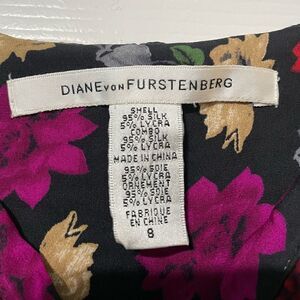 DIANE VON FURSTENBERG
SHELL
95% SILK
5% LYCRA
COMBO
95% SILK
5% LYCRA
MADE IN CHINA
95% SOIE
5% LYCRA
ORNEMENT
95% SOIE
5% LYCRA
FABRIQUE
EN CHINE
8